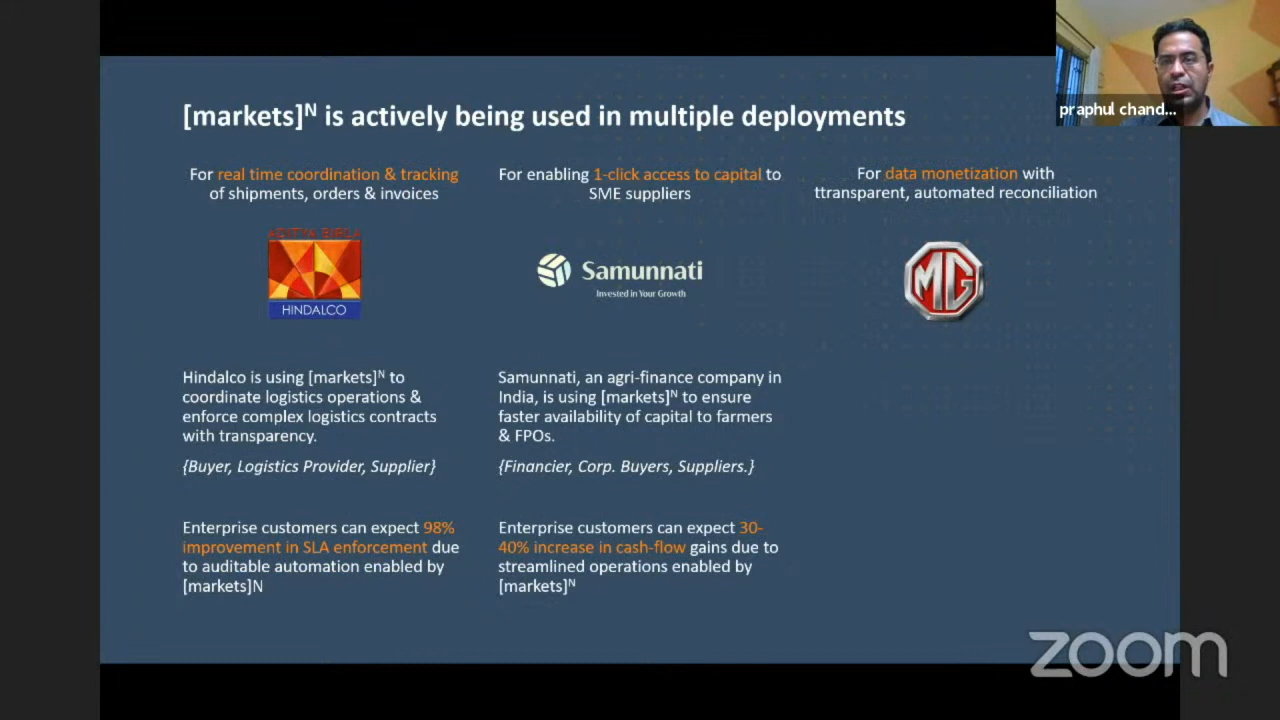 praphul chand...
[markets]ᴺ is actively being used in multiple deployments
For real time coordination & tracking
of shipments, orders & invoices
For enabling 1-click access to capital to
SME suppliers
For data monetization with
ttransparent, automated reconciliation
ADITYA BIRLA
HINDALCO
Samunnati
Invested in Your Growth
MG
Hindalco is using [markets]ᴺ to
coordinate logistics operations &
enforce complex logistics contracts
with transparency.
{Buyer, Logistics Provider, Supplier}
Samunnati, an agri-finance company in
India, is using [markets]ᴺ to ensure
faster availability of capital to farmers
& FPOs.
{Financier, Corp. Buyers, Suppliers.}
Enterprise customers can expect 98%
improvement in SLA enforcement due
to auditable automation enabled by
[markets]N
Enterprise customers can expect 30-
40% increase in cash-flow gains due to
streamlined operations enabled by
[markets]ᴺ
zoom